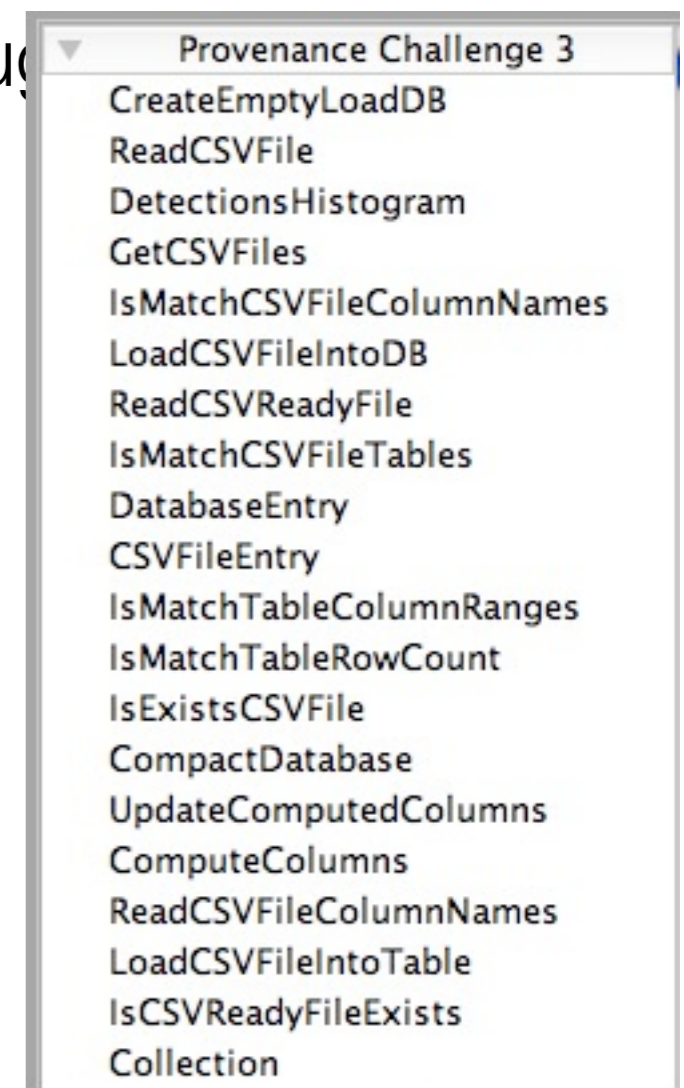 Provenance Challenge 3
CreateEmptyLoadDB
ReadCSVFile
DetectionsHistogram
GetCSVFiles
IsMatchCSVFileColumnNames
LoadCSVFileIntoDB
ReadCSVReadyFile
IsMatchCSVFileTables
DatabaseEntry
CSVFileEntry
IsMatchTableColumnRanges
IsMatchTableRowCount
IsExistsCSVFile
CompactDatabase
UpdateComputedColumns
ComputeColumns
ReadCSVFileColumnNames
LoadCSVFileIntoTable
IsCSVReadyFileExists
Collection